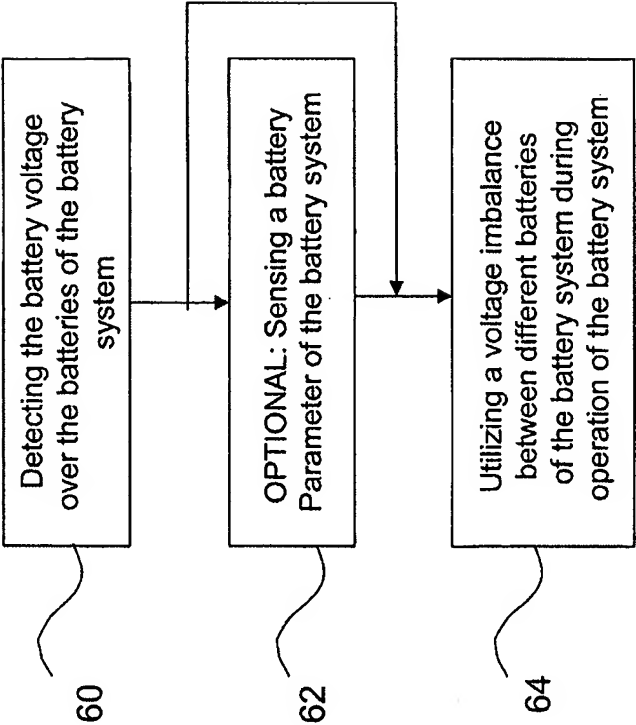 Detecting the battery voltage
over the batteries of the battery
system
60
OPTIONAL: Sensing a battery
Parameter of the battery system
62
Utilizing a voltage imbalance
between different batteries
of the battery system during
operation of the battery system
64